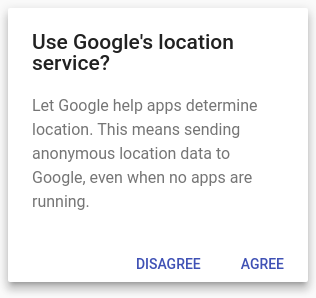 Use Google's location
service?
Let Google help apps determine
location. This means sending
anonymous location data to
Google, even when no apps are
running.
DISAGREE AGREE